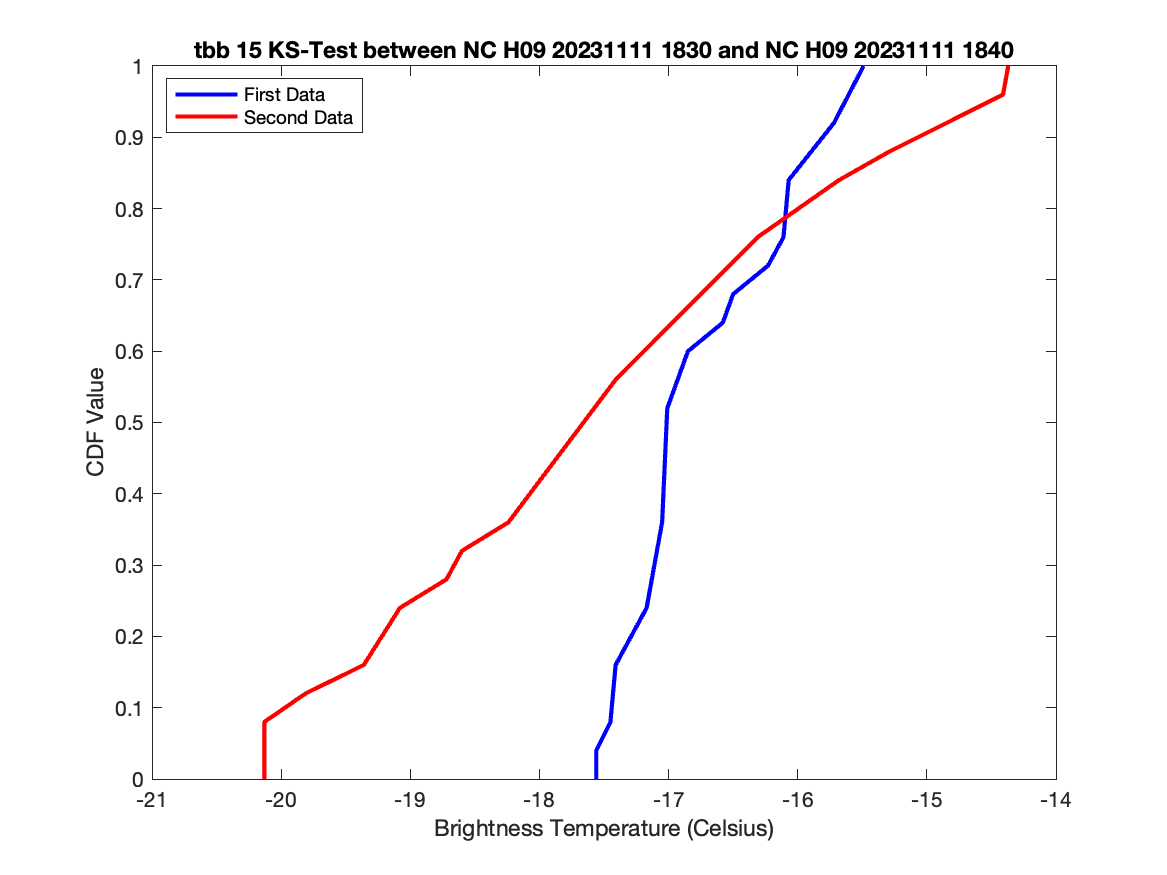 tbb 15 KS-Test between NC H09 20231111 1830 and NC H09 20231111 1840
First Data
Second Data
1
0.9
0.8
0.7
0.6
0.5
0.4
0.3
0.2
0.1
0
CDF Value
-21 -20 -19 -18 -17 -16 -15 -14
Brightness Temperature (Celsius)